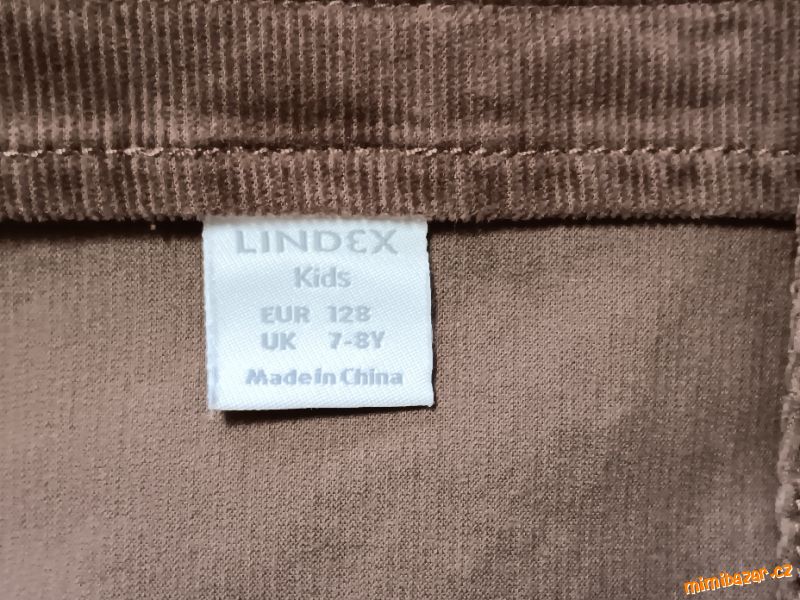 LINDEX
Kids
EUR 128
UK 7-8Y
Made in China
mimibazar.cz